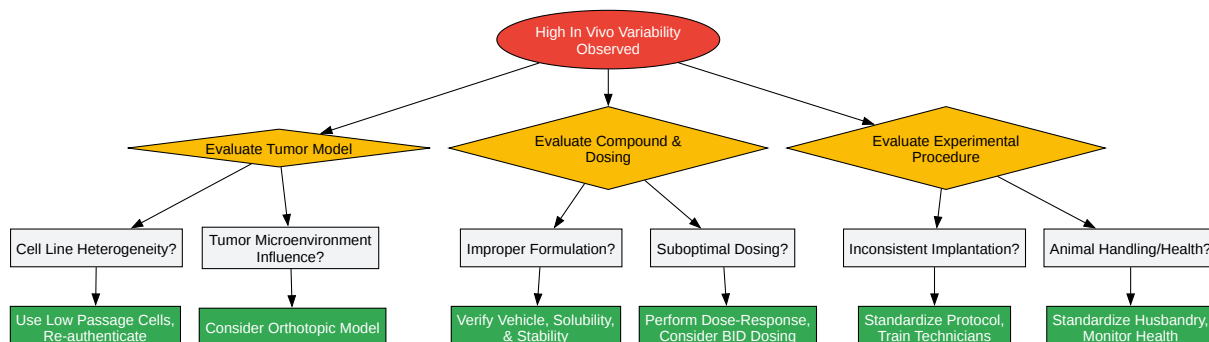 High In Vivo Variability
Observed
Evaluate Tumor Model
Evaluate Compound &
Dosing
Evaluate Experimental
Procedure
Cell Line Heterogeneity?
Tumor Microenvironment
Influence?
Improper Formulation?
Suboptimal Dosing?
Inconsistent Implantation?
Animal Handling/Health?
Use Low Passage Cells,
Re-authenticate
Consider Orthotopic Model
Verify Vehicle, Solubility,
& Stability
Perform Dose-Response,
Consider BID Dosing
Standardize Protocol,
Train Technicians
Standardize Husbandry,
Monitor Health